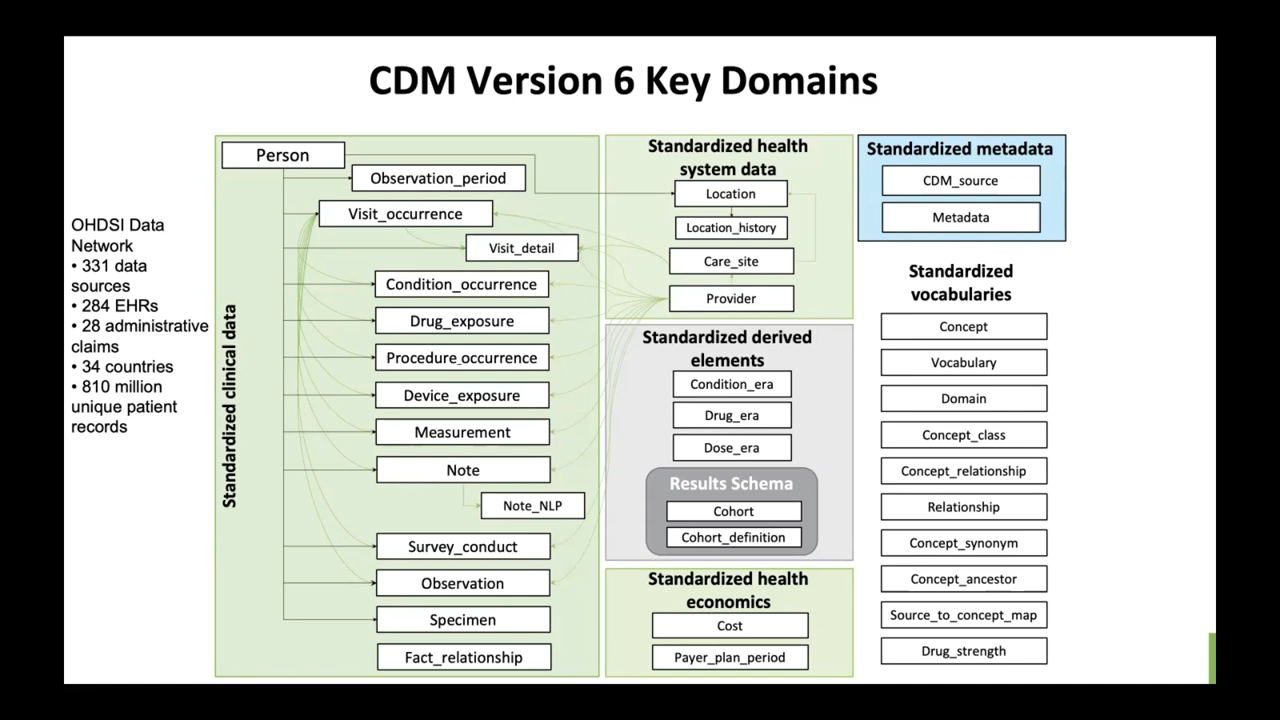 CDM Version 6 Key Domains
OHDSI Data
Network
• 331 data
sources
• 284 EHRs
• 28 administrative
claims
• 34 countries
• 810 million
unique patient
records
Standardized clinical data
Person
Observation_period
Visit_occurrence
Visit_detail
Condition_occurrence
Drug_exposure
Procedure_occurrence
Device_exposure
Measurement
Note
Note_NLP
Survey_conduct
Observation
Specimen
Fact_relationship
Standardized health
system data
Location
Location_history
Care_site
Provider
Standardized derived
elements
Condition_era
Drug_era
Dose_era
Results Schema
Cohort
Cohort_definition
Standardized health
economics
Cost
Payer_plan_period
Standardized metadata
CDM_source
Metadata
Standardized
vocabularies
Concept
Vocabulary
Domain
Concept_class
Concept_relationship
Relationship
Concept_synonym
Concept_ancestor
Source_to_concept_map
Drug_strength